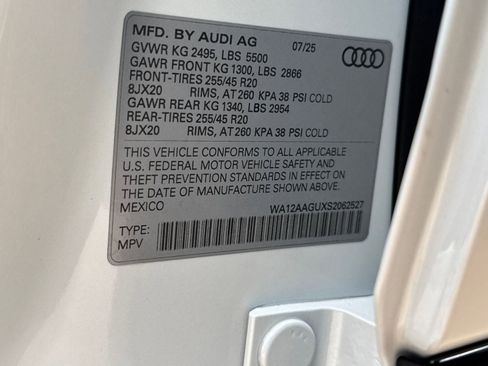 MFD. BY AUDI AG 07/25
GVWR KG 2495, LBS 5500
GAWR FRONT KG 1300, LBS 2866
FRONT-TIRES 255/45 R20
8JX20 RIMS, AT 260 KPA 38 PSI COLD
GAWR REAR KG 1340, LBS 2954
REAR-TIRES 255/45 R20
8JX20 RIMS, AT 260 KPA 38 PSI COLD
THIS VEHICLE CONFORMS TO ALL APPLICABLE
U.S. FEDERAL MOTOR VEHICLE SAFETY AND
THEFT PREVENTION STANDARDS IN EFFECT ON
THE DATE OF MANUFACTURE SHOWN ABOVE.
MEXICO WA12AAGUXS2062527
TYPE:
MPV